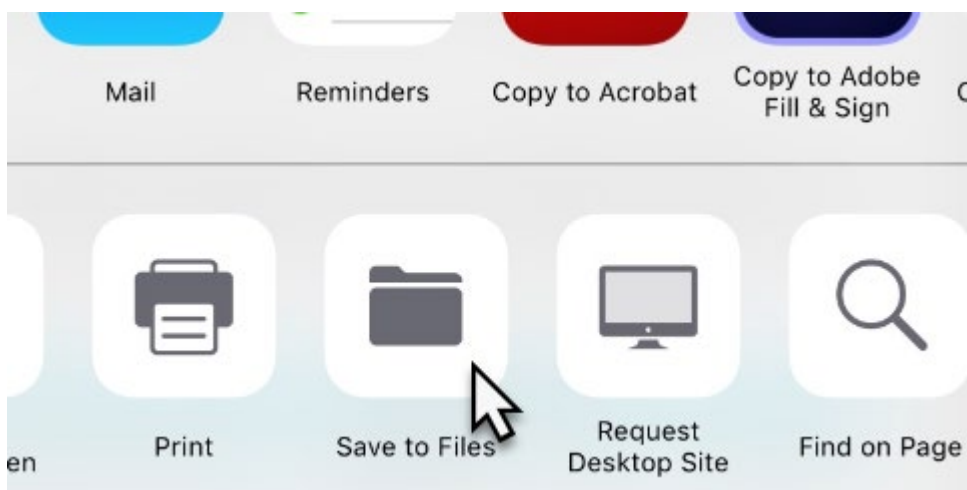 Mail
Reminders
Copy to Acrobat
Copy to Adobe
Fill & Sign
en
Print
Save to Files
Request
Desktop Site
Find on Page